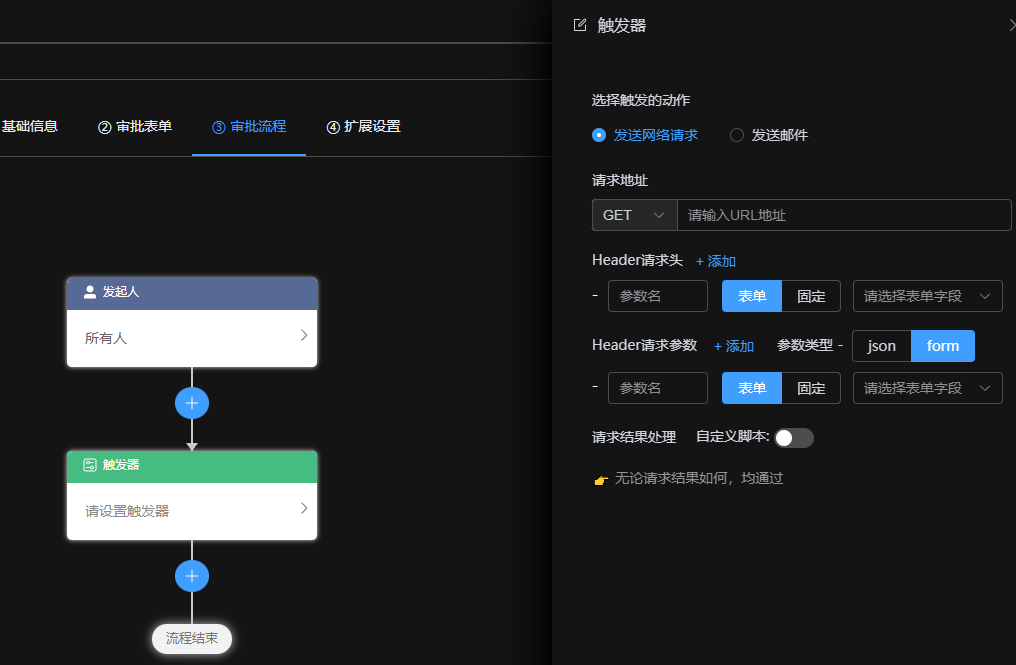 触发器
基础信息 ② 审批表单 ③ 审批流程 ④ 扩展设置
选择触发的动作
发送网络请求 发送邮件
请求地址
GET 请输入URL地址
Header请求头 + 添加
- 参数名 表单 固定 请选择表单字段
Header请求参数 + 添加 参数类型 - json form
- 参数名 表单 固定 请选择表单字段
请求结果处理 自定义脚本:
👉 无论请求结果如何，均通过
发起人
所有人
触发器
请设置触发器
流程结束